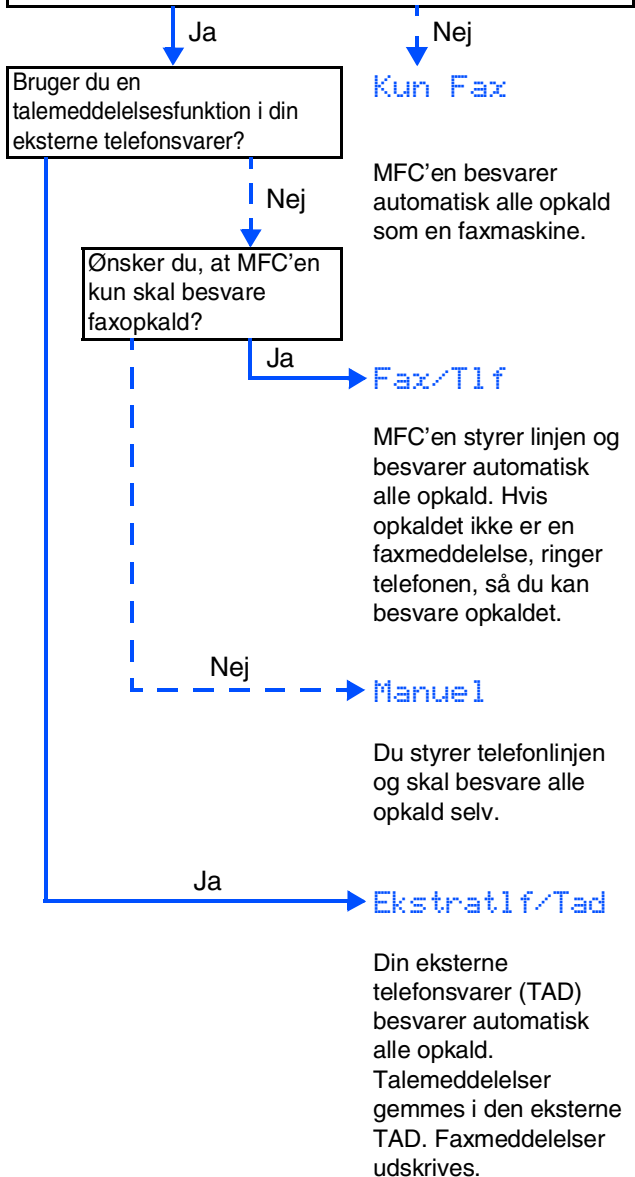 Ja
Nej
Bruger du en
talemeddelelsesfunktion i din
eksterne telefonsvarer?
Kun Fax
MFC'en besvarer
automatisk alle opkald
som en faxmaskine.
Nej
Ønsker du, at MFC'en
kun skal besvare
faxopkald?
Ja
Fax/Tlf
MFC'en styrer linjen og
besvarer automatisk
alle opkald. Hvis
opkaldet ikke er en
faxmeddelelse, ringer
telefonen, så du kan
besvare opkaldet.
Nej
Manuel
Du styrer telefonlinjen
og skal besvare alle
opkald selv.
Ja
Ekstratlf/Tad
Din eksterne
telefonsvarer (TAD)
besvarer automatisk
alle opkald.
Talemeddelelser
gemmes i den eksterne
TAD. Faxmeddelelser
udskrives.